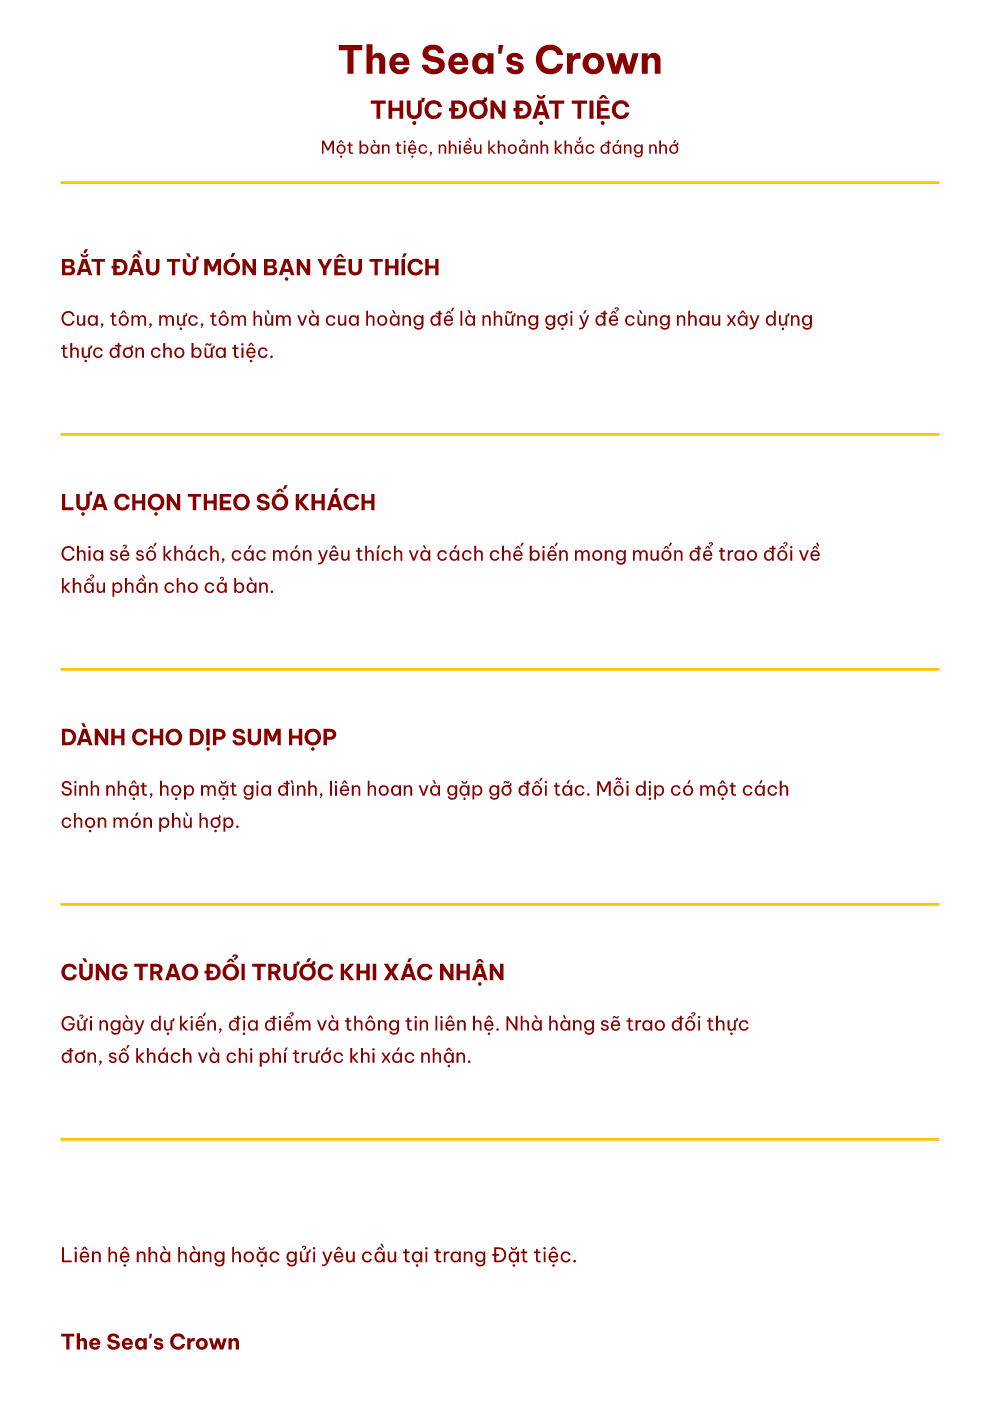 The Sea's Crown
THỰC ĐƠN ĐẶT TIỆC
Một bàn tiệc, nhiều khoảnh khắc đáng nhớ
BẮT ĐẦU TỪ MÓN BẠN YÊU THÍCH
Cua, tôm, mực, tôm hùm và cua hoàng đế là những gợi ý để cùng nhau xây dựng
thực đơn cho bữa tiệc.
LỰA CHỌN THEO SỐ KHÁCH
Chia sẻ số khách, các món yêu thích và cách chế biến mong muốn để trao đổi về
khẩu phần cho cả bàn.
DÀNH CHO DỊP SUM HỌP
Sinh nhật, họp mặt gia đình, liên hoan và gặp gỡ đối tác. Mỗi dịp có một cách
chọn món phù hợp.
CÙNG TRAO ĐỔI TRƯỚC KHI XÁC NHẬN
Gửi ngày dự kiến, địa điểm và thông tin liên hệ. Nhà hàng sẽ trao đổi thực
đơn, số khách và chi phí trước khi xác nhận.
Liên hệ nhà hàng hoặc gửi yêu cầu tại trang Đặt tiệc.
The Sea's Crown